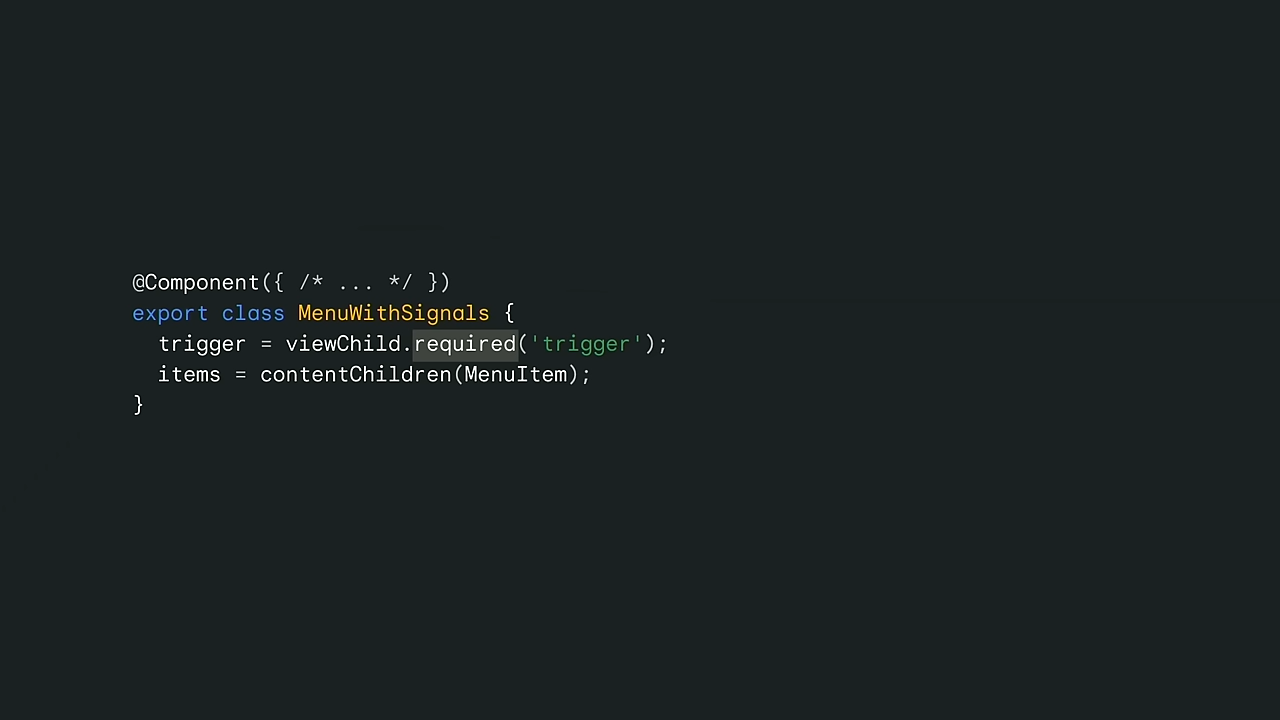 @Component({ /* ... */ })
export class MenuWithSignals {
  trigger = viewChild.required('trigger');
  items = contentChildren(MenuItem);
}